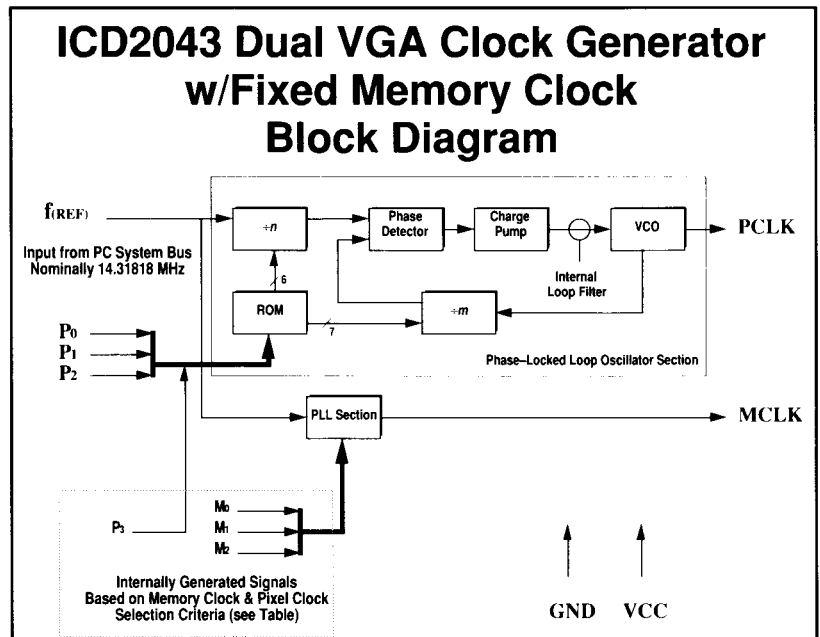 ICD2043 Dual VGA Clock Generator
w/Fixed Memory Clock
Block Diagram
f(REF)
Input from PC System Bus
Nominally 14.31818 MHz
÷n
Phase
Detector
Charge
Pump
VCO
PCLK
Internal
Loop Filter
6
ROM
7
÷m
Phase–Locked Loop Oscillator Section
P0
P1
P2
PLL Section
MCLK
P3
M0
M1
M2
Internally Generated Signals
Based on Memory Clock & Pixel Clock
Selection Criteria (see Table)
GND
VCC